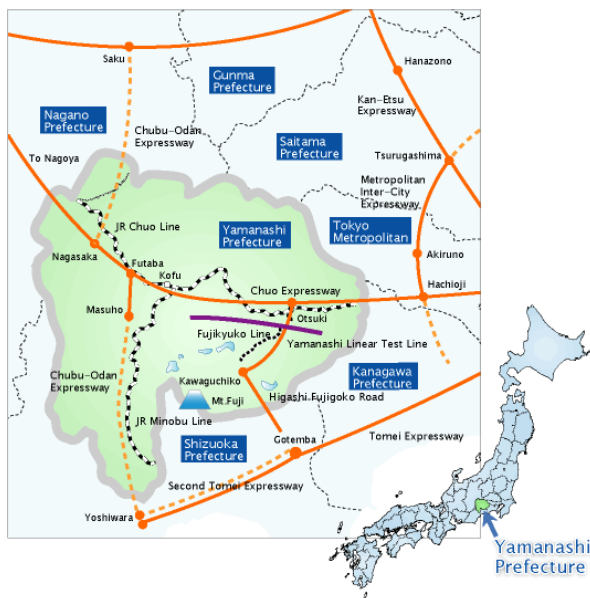 Saku
Hanazono
Gunma
Prefecture
Kan-Etsu
Expressway
Nagano
Prefecture
Chubu-Odan
Expressway
Saitama
Prefecture
To Nagoya
Tsurugashima
Metropolitan
Inter-City
Expressway
JR Chuo Line
Yamanashi
Prefecture
Tokyo
Metropolitan
Nagasaka
Futaba
Kofu
Akiruno
Chuo Expressway
Hachioji
Masuho
Otsuki
Fujikyuko Line
Yamanashi Linear Test Line
Chubu-Odan
Expressway
Kawaguchiko
Kanagawa
Prefecture
Mt.Fuji
Higashi Fujigoko Road
JR Minobu Line
Shizuoka
Prefecture
Gotemba
Tomei Expressway
Second Tomei Expressway
Yoshiwara
Yamanashi
Prefecture